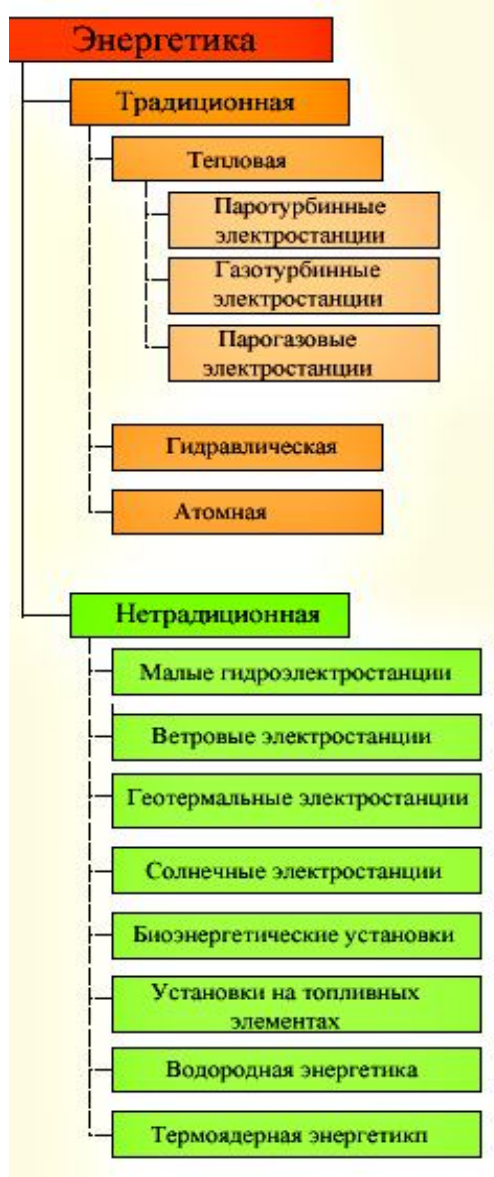 Энергетика
Традиционная
Тепловая
Паротурбинные
электростанции
Газотурбинные
электростанции
Парогазовые
электростанции
Гидравлическая
Атомная
Нетрадиционная
Малые гидроэлектростанции
Ветровые электростанции
Геотермальные электростанции
Солнечные электростанции
Биоэнергетические установки
Установки на топливных
элементах
Водородная энергетика
Термоядерная энергетикп